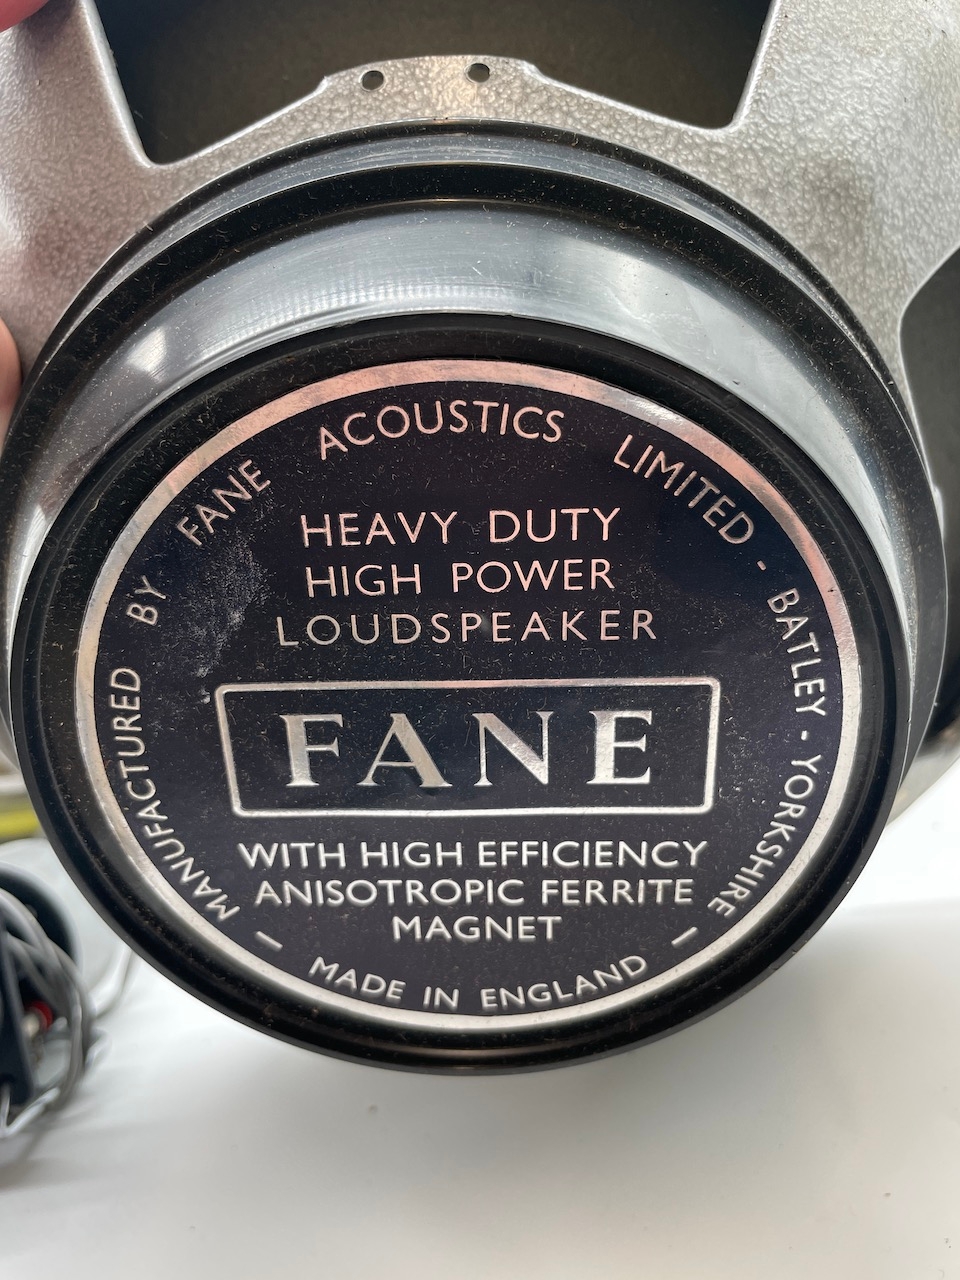 MANUFACTURED BY FANE ACOUSTICS LIMITED - BATLEY - YORKSHIRE
HEAVY DUTY
HIGH POWER
LOUDSPEAKER
FANE
WITH HIGH EFFICIENCY
ANISOTROPIC FERRITE
MAGNET
— MADE IN ENGLAND —